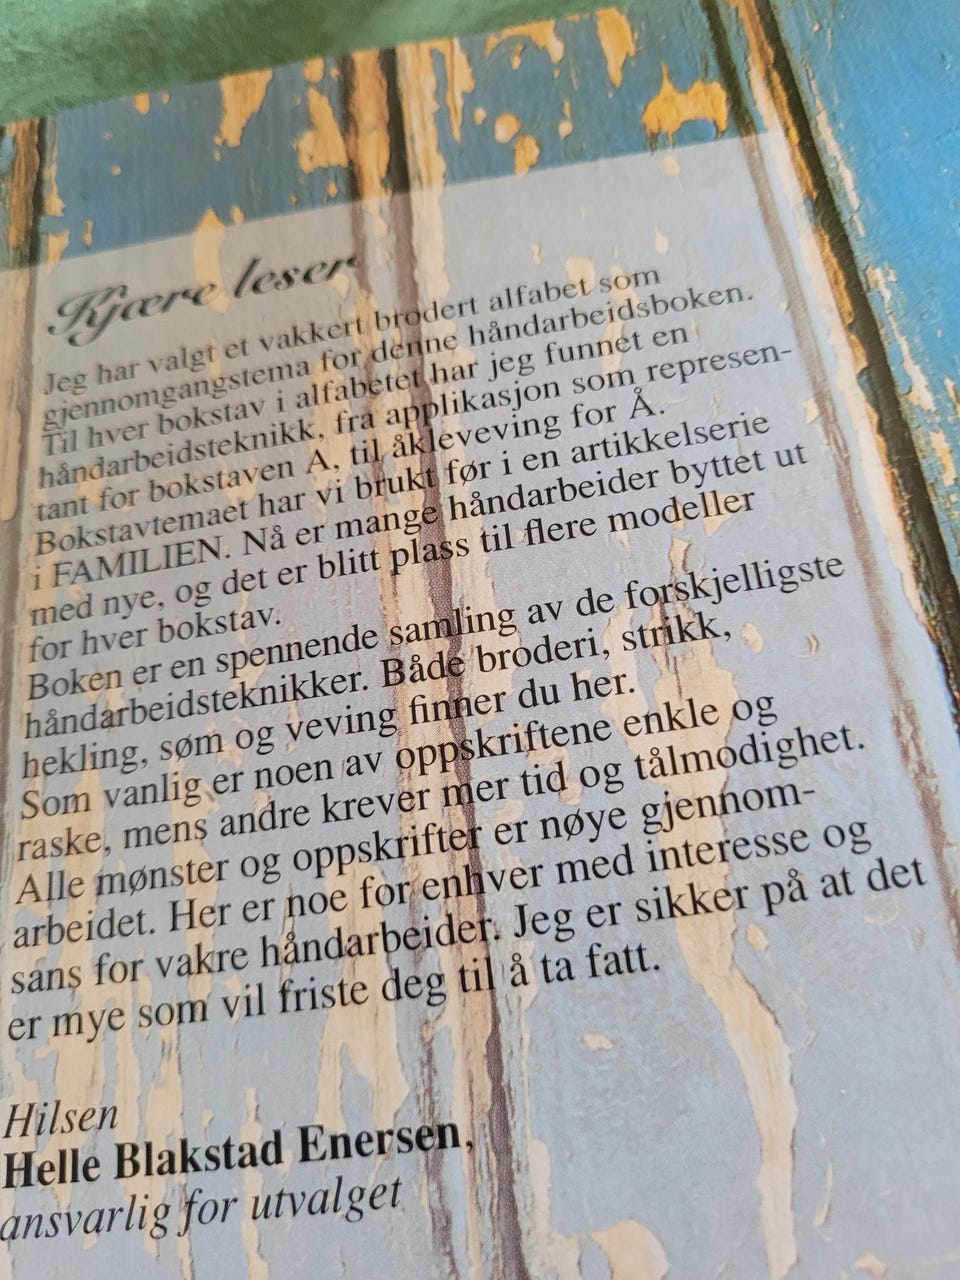 Kjære leser
Jeg har valgt et vakkert brodert alfabet som
gjennomgangstema for denne håndarbeidsboken.
Til hver bokstav i alfabetet har jeg funnet en
håndarbeidsteknikk, fra applikasjon som represen-
tant for bokstaven A, til åkleveving for Å.
Bokstavtemaet har vi brukt før i en artikkelserie
i FAMILIEN. Nå er mange håndarbeider byttet ut
med nye, og det er blitt plass til flere modeller
for hver bokstav.
Boken er en spennende samling av de forskjelligste
håndarbeidsteknikker. Både broderi, strikk,
hekling, søm og veving finner du her.
Som vanlig er noen av oppskriftene enkle og
raske, mens andre krever mer tid og tålmodighet.
Alle mønster og oppskrifter er nøye gjennom-
arbeidet. Her er noe for enhver med interesse og
sans for vakre håndarbeider. Jeg er sikker på at det
er mye som vil friste deg til å ta fatt.
Hilsen
Helle Blakstad Enersen,
ansvarlig for utvalget